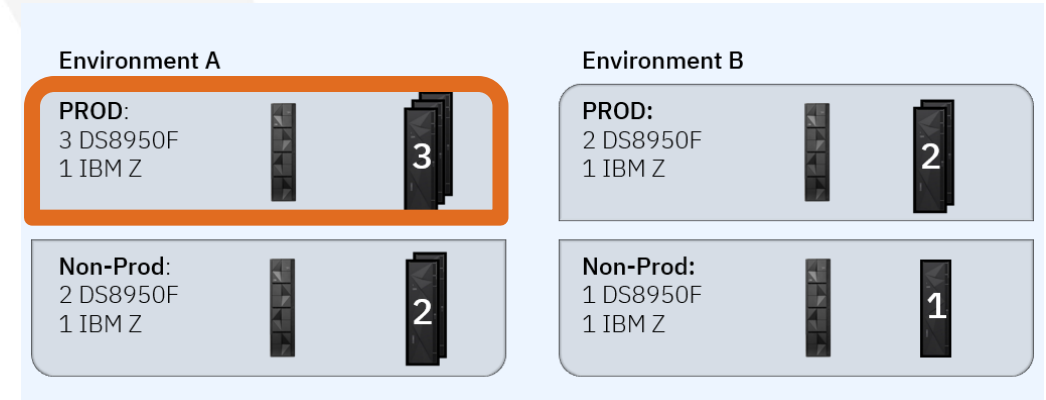 Environment A
PROD:
3 DS8950F
1 IBM Z
3
Non-Prod:
2 DS8950F
1 IBM Z
2
Environment B
PROD:
2 DS8950F
1 IBM Z
2
Non-Prod:
1 DS8950F
1 IBM Z
1